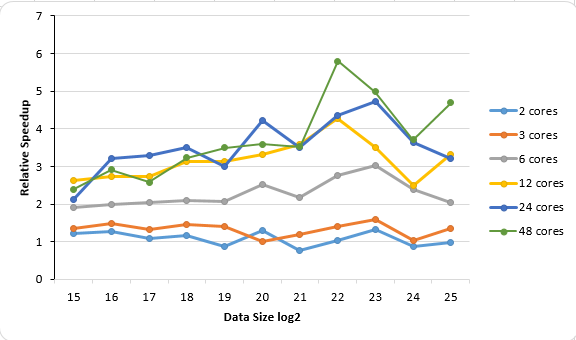 7
6
5
4
3
2
1
0
Relative Speedup
15 16 17 18 19 20 21 22 23 24 25
Data Size log2
2 cores
3 cores
6 cores
12 cores
24 cores
48 cores